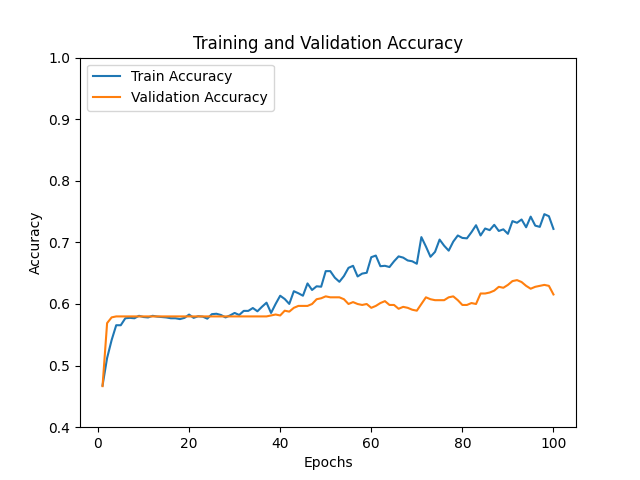 Training and Validation Accuracy
Train Accuracy
Validation Accuracy
1.0
0.9
0.8
0.7
0.6
0.5
0.4
Accuracy
0 20 40 60 80 100
Epochs